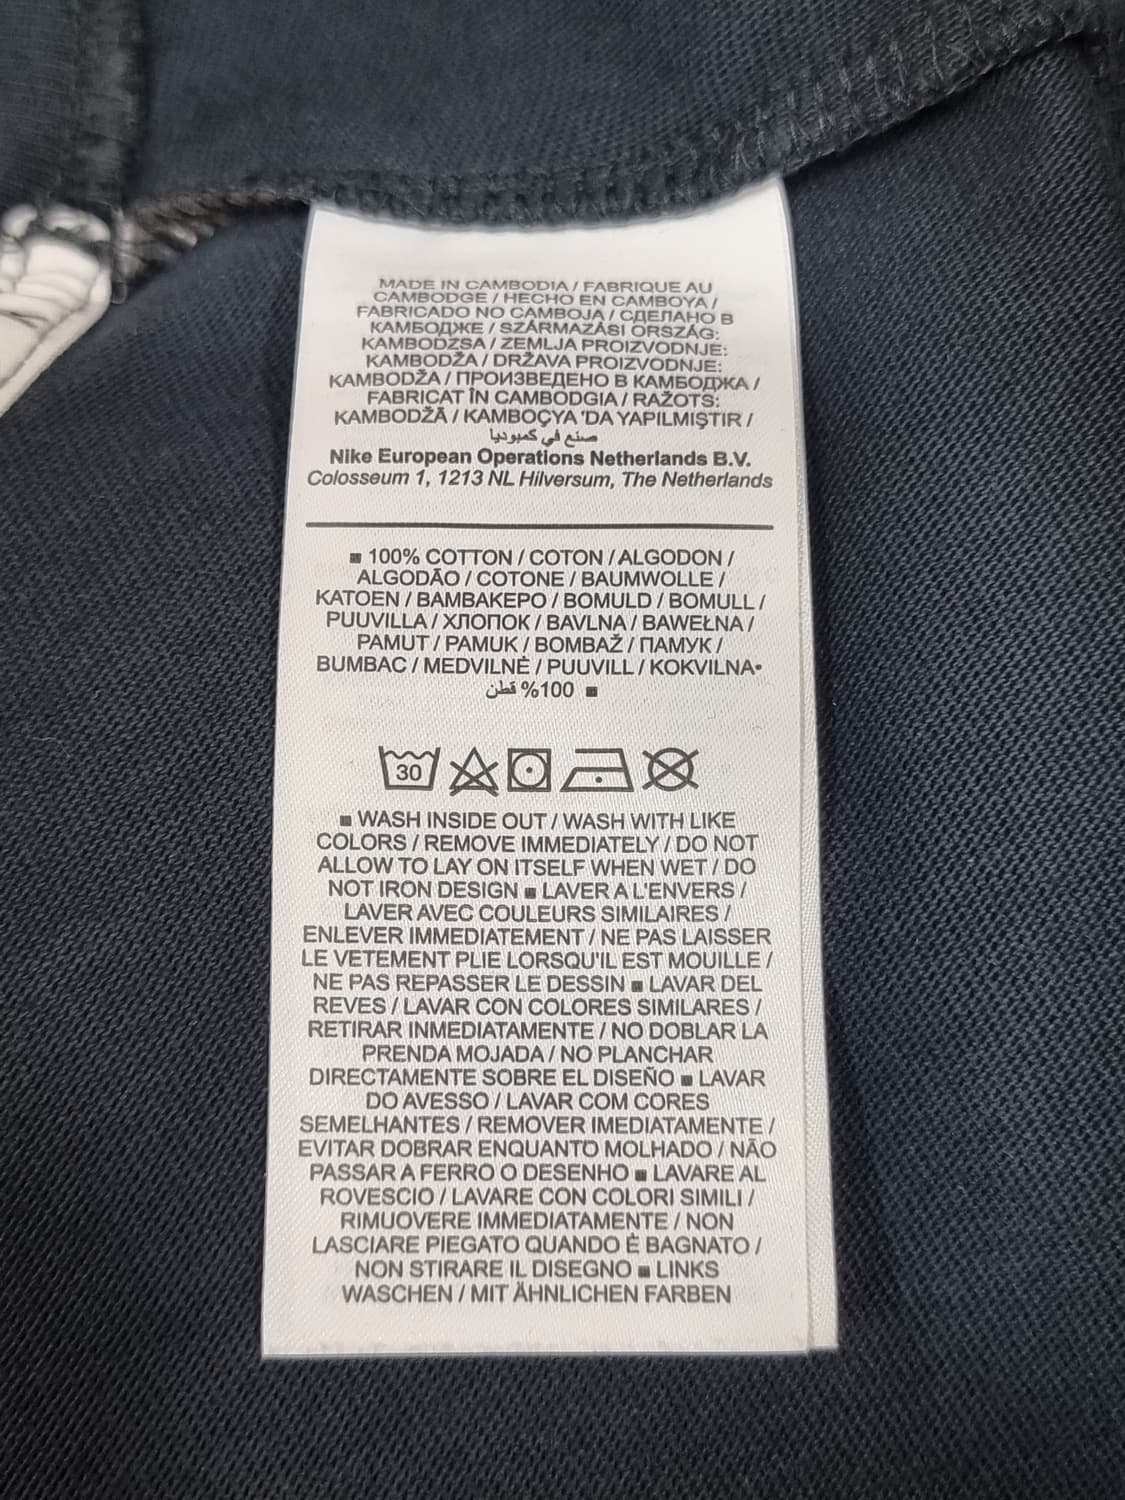 MADE IN CAMBODIA / FABRIQUE AU
CAMBODGE / HECHO EN CAMBOYA /
FABRICADO NO CAMBOJA / СДЕЛАНО В
КАМБОДЖЕ / SZÁRMAZÁSI ORSZÁG:
KAMBODZSA / ZEMLJA PROIZVODNJE:
KAMBODŽA / DRŽAVA PROIZVODNJE:
KAMBODŽA / ПРОИЗВЕДЕНО В КАМБОДЖА /
FABRICAT ÎN CAMBODGIA / RAŽOTS:
KAMBODŽĀ / KAMBOÇYA 'DA YAPILMIŞTIR /
صنع في كمبوديا
Nike European Operations Netherlands B.V.
Colosseum 1, 1213 NL Hilversum, The Netherlands
■ 100% COTTON / COTON / ALGODON /
ALGODÃO / COTONE / BAUMWOLLE /
KATOEN / ΒΑΜΒΑΚΕΡΟ / BOMULD / BOMULL /
PUUVILLA / ХЛОПОК / BAVLNA / BAWEŁNA /
PAMUT / PAMUK / BOMBAŽ / ПАМУК /
BUMBAC / MEDVILNĖ / PUUVILL / KOKVILNA•
■ 100% قطن
30
■ WASH INSIDE OUT / WASH WITH LIKE
COLORS / REMOVE IMMEDIATELY / DO NOT
ALLOW TO LAY ON ITSELF WHEN WET / DO
NOT IRON DESIGN ■ LAVER A L'ENVERS /
LAVER AVEC COULEURS SIMILAIRES /
ENLEVER IMMEDIATEMENT / NE PAS LAISSER
LE VETEMENT PLIE LORSQU'IL EST MOUILLE /
NE PAS REPASSER LE DESSIN ■ LAVAR DEL
REVES / LAVAR CON COLORES SIMILARES /
RETIRAR INMEDIATAMENTE / NO DOBLAR LA
PRENDA MOJADA / NO PLANCHAR
DIRECTAMENTE SOBRE EL DISEÑO ■ LAVAR
DO AVESSO / LAVAR COM CORES
SEMELHANTES / REMOVER IMEDIATAMENTE /
EVITAR DOBRAR ENQUANTO MOLHADO / NÃO
PASSAR A FERRO O DESENHO ■ LAVARE AL
ROVESCIO / LAVARE CON COLORI SIMILI /
RIMUOVERE IMMEDIATAMENTE / NON
LASCIARE PIEGATO QUANDO È BAGNATO /
NON STIRARE IL DISEGNO ■ LINKS
WASCHEN / MIT ÄHNLICHEN FARBEN